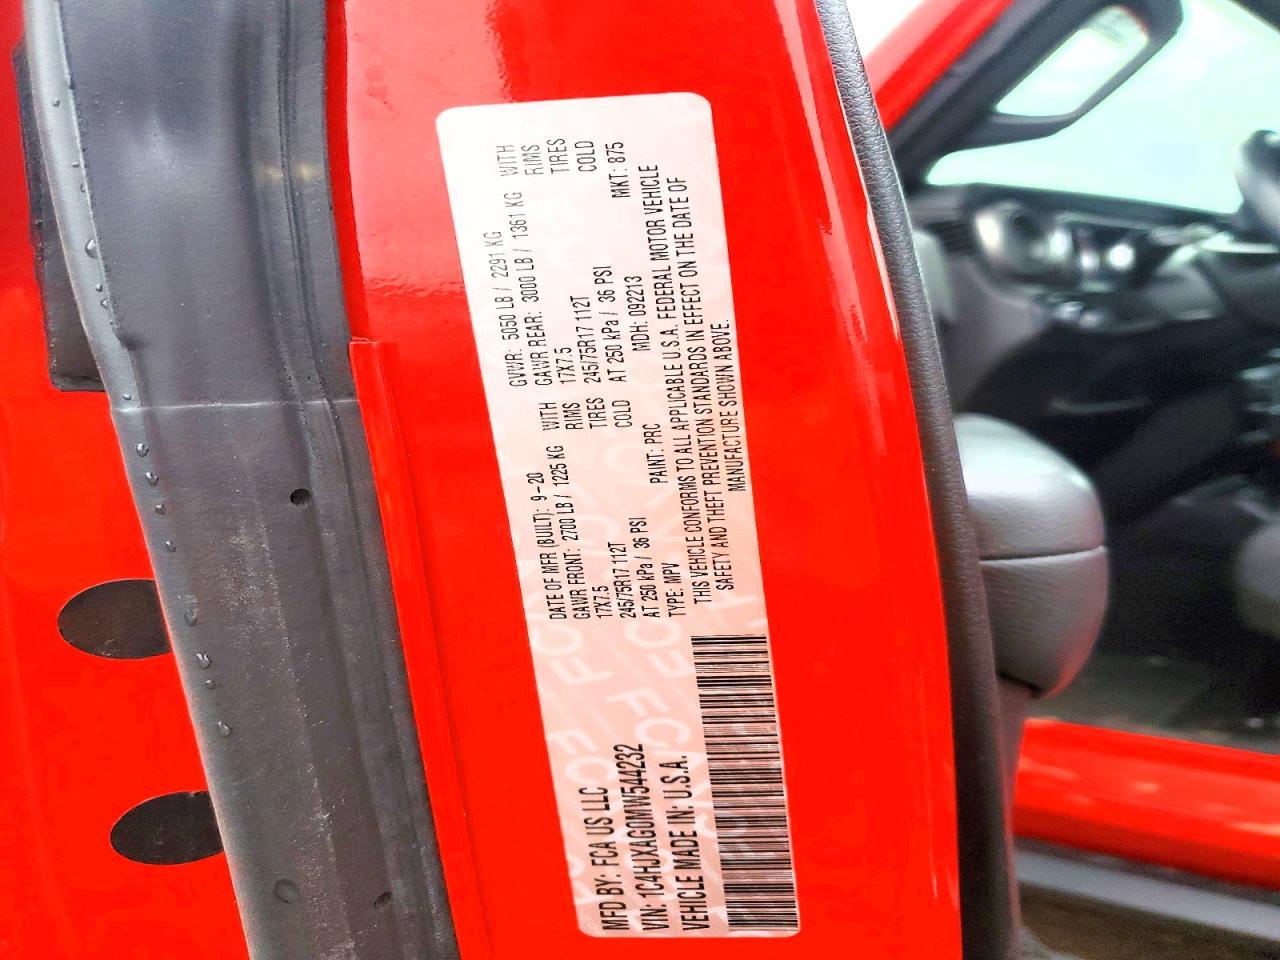 MFD BY: FCA US LLC
VIN: 1C4HJXAG0MW544232
VEHICLE MADE IN: U.S.A.
DATE OF MFR (BUILT): 9-20 GVWR: 5050 LB / 2291 KG
GAWR FRONT: 2700 LB / 1225 KG WITH GAWR REAR: 3000 LB / 1361 KG WITH
17X7.5 RIMS 17X7.5 RIMS
245/75R17 112T TIRES 245/75R17 112T TIRES
AT 250 kPa / 36 PSI COLD AT 250 kPa / 36 PSI COLD
TYPE: MPV PAINT: PRC MDH: 092213 MKT: 875
THIS VEHICLE CONFORMS TO ALL APPLICABLE U.S.A. FEDERAL MOTOR VEHICLE
SAFETY AND THEFT PREVENTION STANDARDS IN EFFECT ON THE DATE OF
MANUFACTURE SHOWN ABOVE.